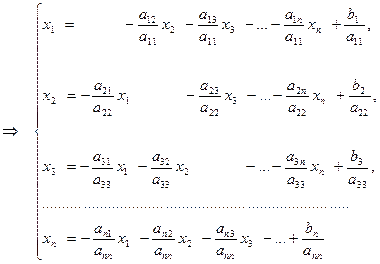 x₁ = − a₁₂/a₁₁ x₂ − a₁₃/a₁₁ x₃ − ... − a₁ₙ/a₁₁ xₙ + b₁/a₁₁ ,
⇒ x₂ = − a₂₁/a₂₂ x₁ − a₂₃/a₂₂ x₃ − ... − a₂ₙ/a₂₂ xₙ + b₂/a₂₂ ,
x₃ = − a₃₁/a₃₃ x₁ − a₃₂/a₃₃ x₂ − ... − a₃ₙ/a₃₃ xₙ + b₃/a₃₃ ,
..........................................................................
xₙ = − aₙ₁/aₙₙ x₁ − aₙ₂/aₙₙ x₂ − aₙ₃/aₙₙ x₃ − ... + bₙ/aₙₙ